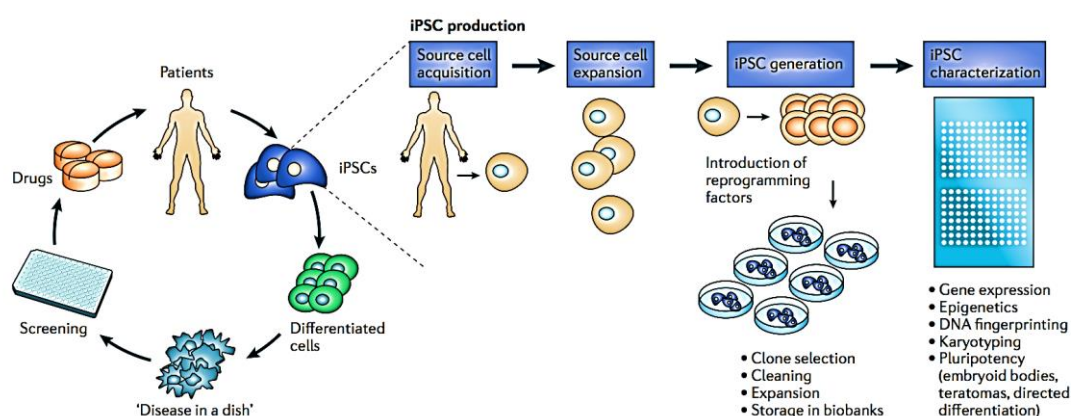 iPSC production
Source cell
acquisition
Source cell
expansion
iPSC generation
iPSC
characterization
Patients
Drugs
iPSCs
Screening
Differentiated
cells
'Disease in a dish'
Introduction of
reprogramming
factors
• Clone selection
• Cleaning
• Expansion
• Storage in biobanks
• Gene expression
• Epigenetics
• DNA fingerprinting
• Karyotyping
• Pluripotency
(embryoid bodies,
teratomas, directed
differentiation)